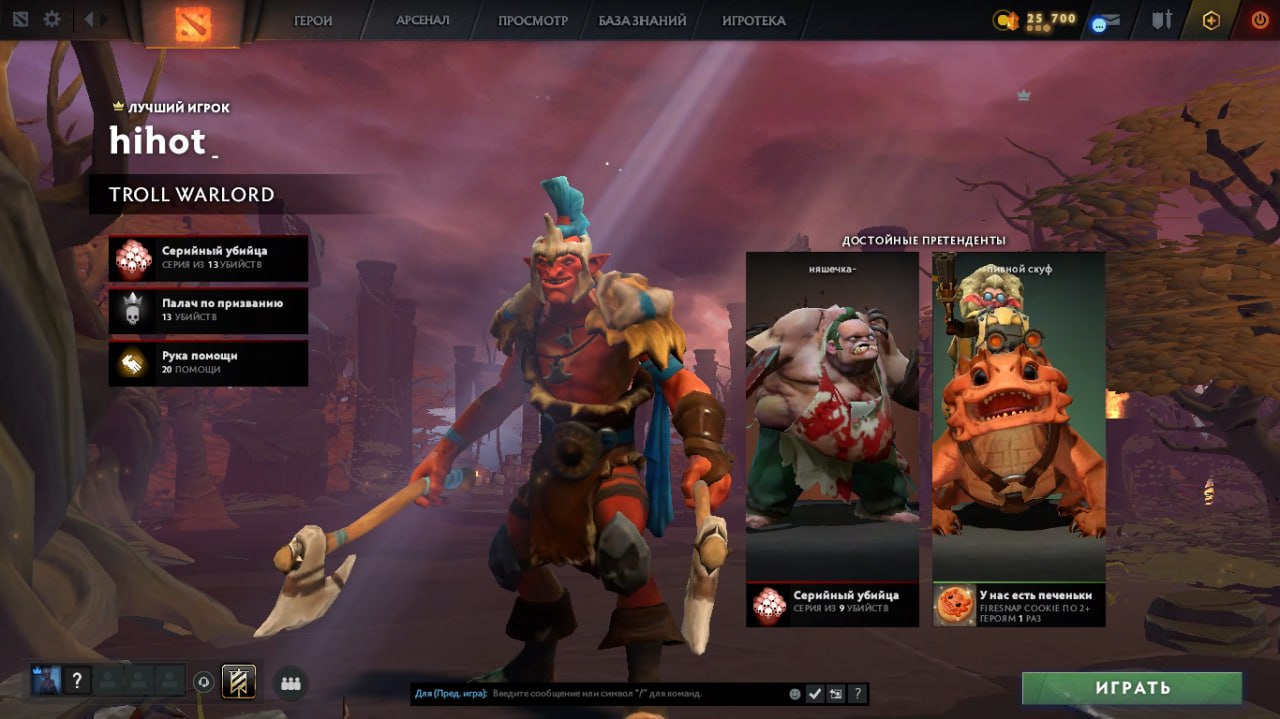 ГЕРОИ
АРСЕНАЛ
ПРОСМОТР
БАЗА ЗНАНИЙ
ИГРОТЕКА
25 700
ЛУЧШИЙ ИГРОК
hihot _
TROLL WARLORD
Серийный убийца
СЕРИЯ ИЗ 13 УБИЙСТВ
Палач по призванию
13 УБИЙСТВ
Рука помощи
20 ПОМОЩИ
ДОСТОЙНЫЕ ПРЕТЕНДЕНТЫ
няшечка-
Серийный убийца
СЕРИЯ ИЗ 9 УБИЙСТВ
пивной скуф
У нас есть печеньки
FIRESNAP COOKIE ПО 2+
ГЕРОЯМ 1 РАЗ
?
Для (Пред. игра): Введите сообщение или символ "/" для команд.
?
ИГРАТЬ